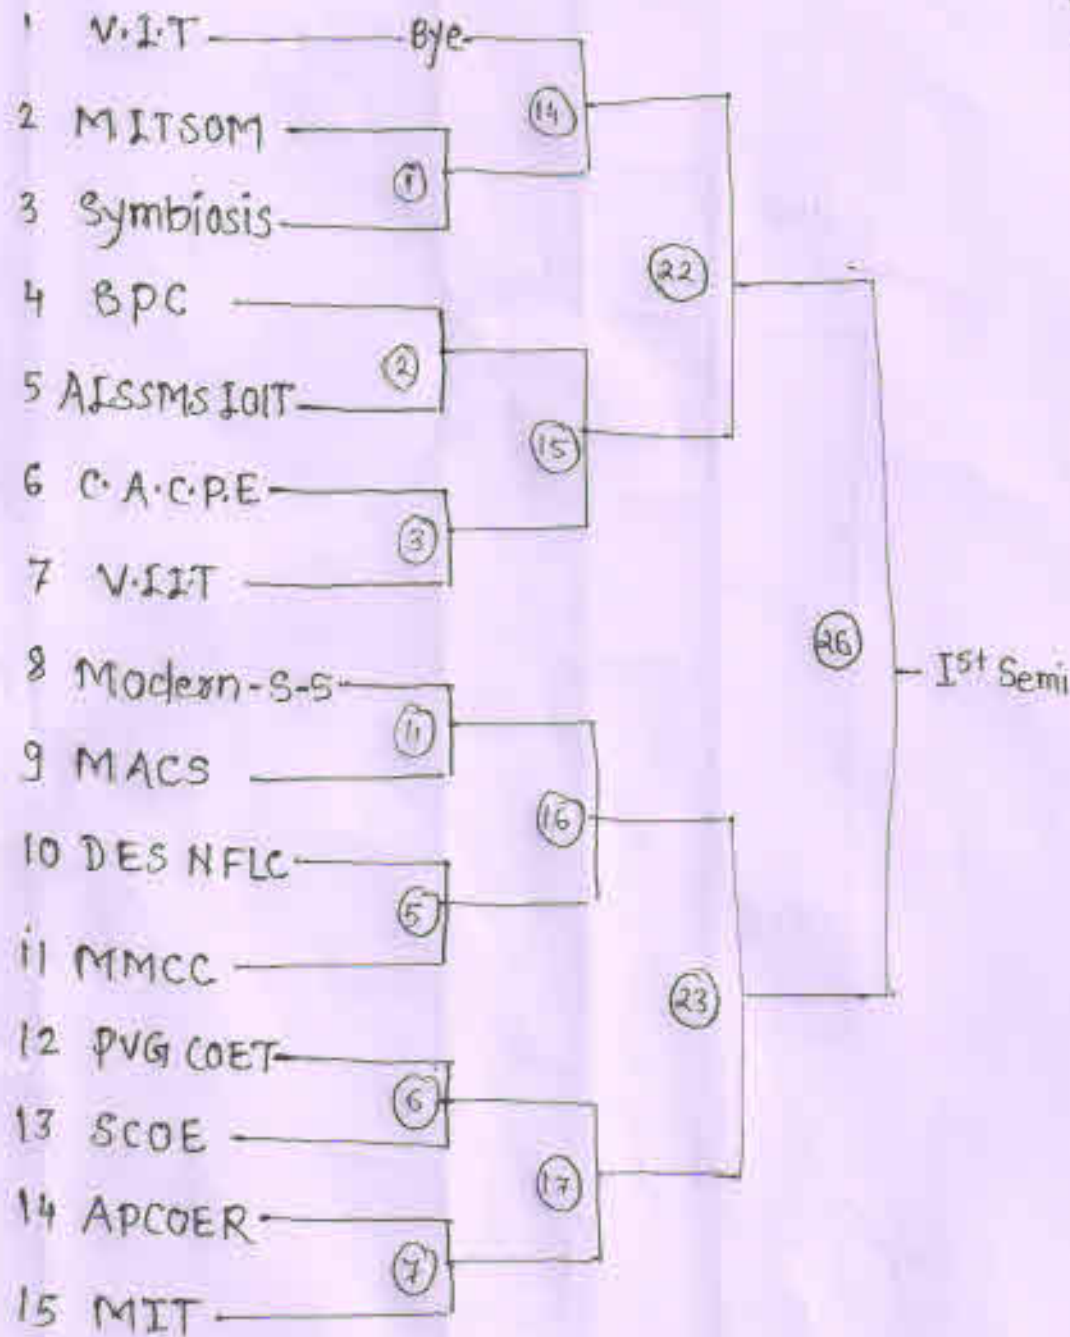 1 V.I.T Bye
14
2 MITSOM
1
3 Symbiosis
22
4 BPC
2
5 AISSMS IOIT
15
6 C.A.C.P.E
3
7 V.IIT
26
8 Modern-S-S
Ist Semi
11
9 MACS
16
10 DES NFLC
5
11 MMCC
23
12 PVG COET
6
13 SCOE
17
14 APCOER
7
15 MIT